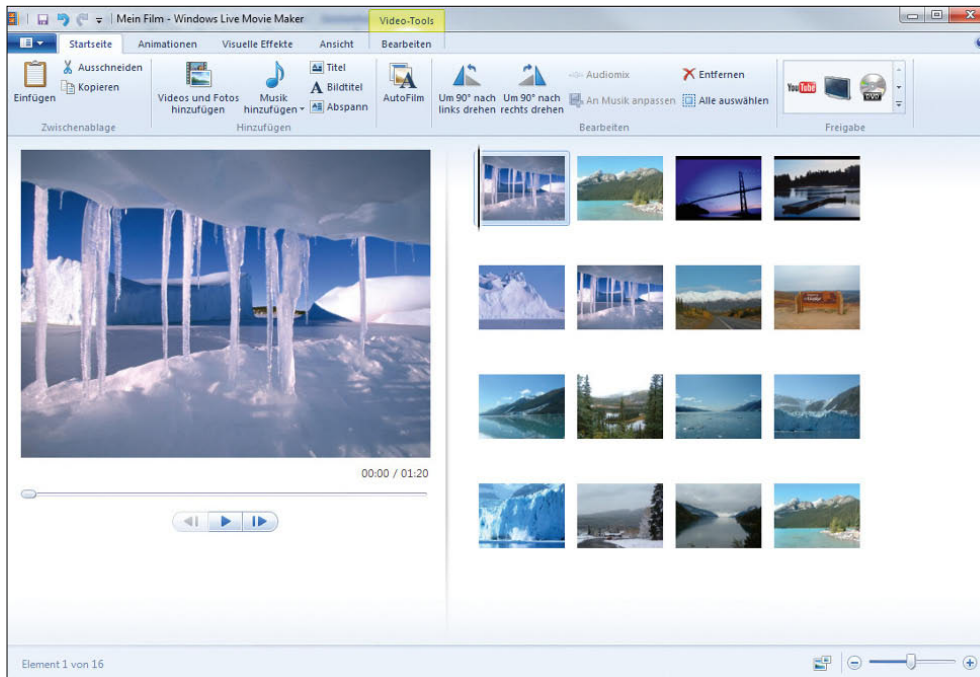 Mein Film - Windows Live Movie Maker
Video-Tools
Startseite Animationen Visuelle Effekte Ansicht Bearbeiten
Einfügen
Ausschneiden
Kopieren
Zwischenablage
Videos und Fotos
hinzufügen
Musik
hinzufügen
Titel
Bildtitel
Abspann
Hinzufügen
AutoFilm
Um 90° nach
links drehen
Um 90° nach
rechts drehen
Audiomix
An Musik anpassen
Entfernen
Alle auswählen
Bearbeiten
YouTube
DVD
Freigabe
00:00 / 01:20
Element 1 von 16